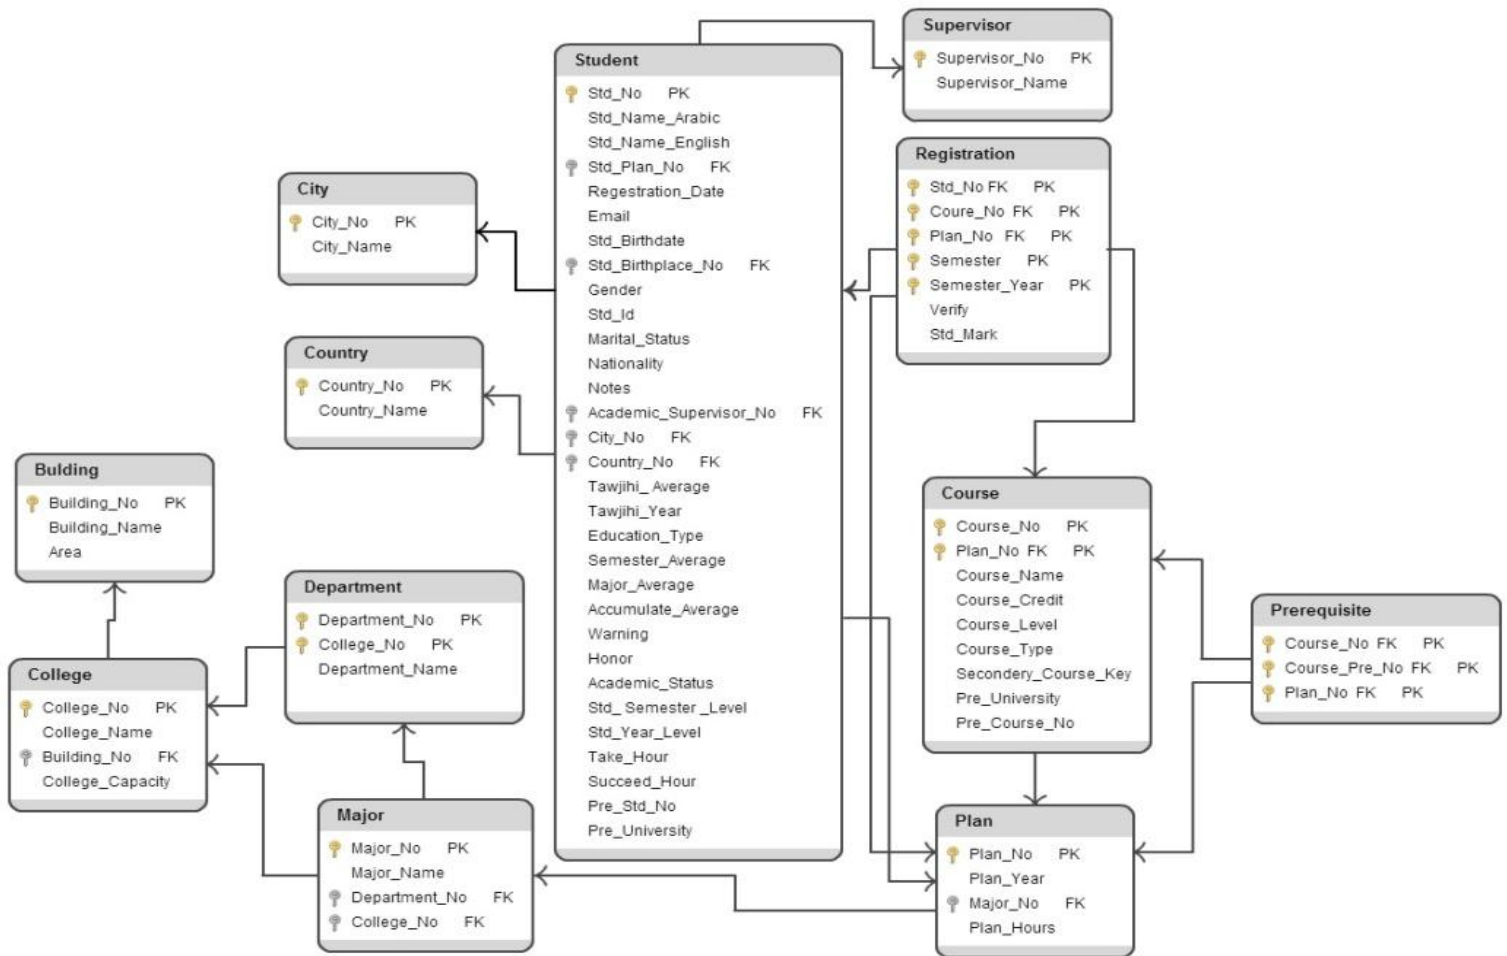 Supervisor
Supervisor_No PK
Supervisor_Name
Student
Std_No PK
Std_Name_Arabic
Std_Name_English
Std_Plan_No FK
Regestration_Date
Email
Std_Birthdate
Std_Birthplace_No FK
Gender
Std_Id
Marital_Status
Nationality
Notes
Academic_Supervisor_No FK
City_No FK
Country_No FK
Tawjihi_ Average
Tawjihi_Year
Education_Type
Semester_Average
Major_Average
Accumulate_Average
Warning
Honor
Academic_Status
Std_ Semester _Level
Std_Year_Level
Take_Hour
Succeed_Hour
Pre_Std_No
Pre_University
Registration
Std_No FK PK
Coure_No FK PK
Plan_No FK PK
Semester PK
Semester_Year PK
Verify
Std_Mark
City
City_No PK
City_Name
Country
Country_No PK
Country_Name
Bulding
Building_No PK
Building_Name
Area
Department
Department_No PK
College_No PK
Department_Name
College
College_No PK
College_Name
Building_No FK
College_Capacity
Major
Major_No PK
Major_Name
Department_No FK
College_No FK
Course
Course_No PK
Plan_No FK PK
Course_Name
Course_Credit
Course_Level
Course_Type
Secondery_Course_Key
Pre_University
Pre_Course_No
Prerequisite
Course_No FK PK
Course_Pre_No FK PK
Plan_No FK PK
Plan
Plan_No PK
Plan_Year
Major_No FK
Plan_Hours